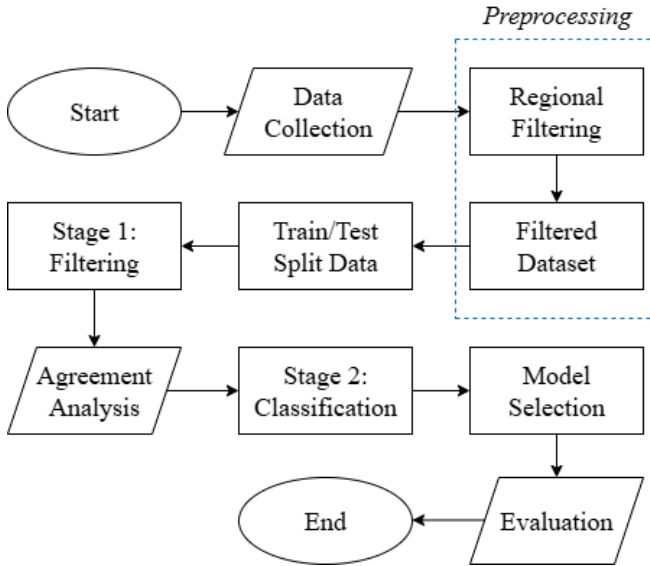 Preprocessing
Start
Data
Collection
Regional
Filtering
Stage 1:
Filtering
Train/Test
Split Data
Filtered
Dataset
Agreement
Analysis
Stage 2:
Classification
Model
Selection
End
Evaluation